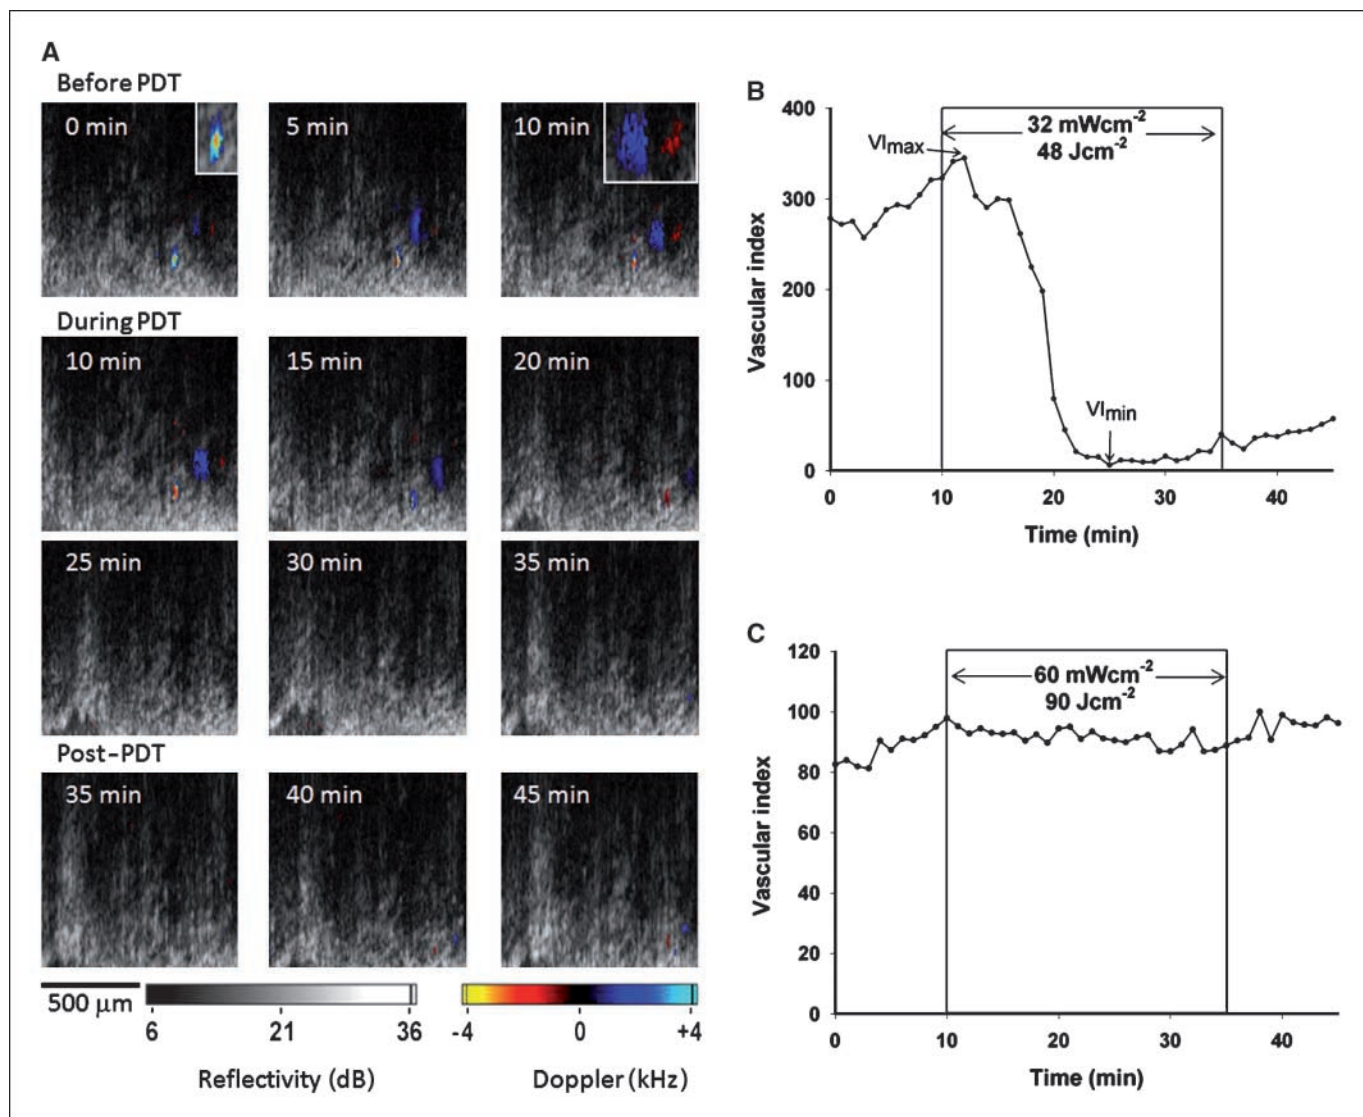 A
Before PDT
0 min
5 min
10 min
During PDT
10 min
15 min
20 min
25 min
30 min
35 min
Post-PDT
35 min
40 min
45 min
500 μm
6
21
36
Reflectivity (dB)
-4
0
+4
Doppler (kHz)
B
400
300
200
100
0
Vascular index
32 mWcm-2
48 Jcm-2
VImax
VImin
0
10
20
30
40
Time (min)
C
120
100
80
60
40
20
0
Vascular index
60 mWcm-2
90 Jcm-2
0
10
20
30
40
Time (min)